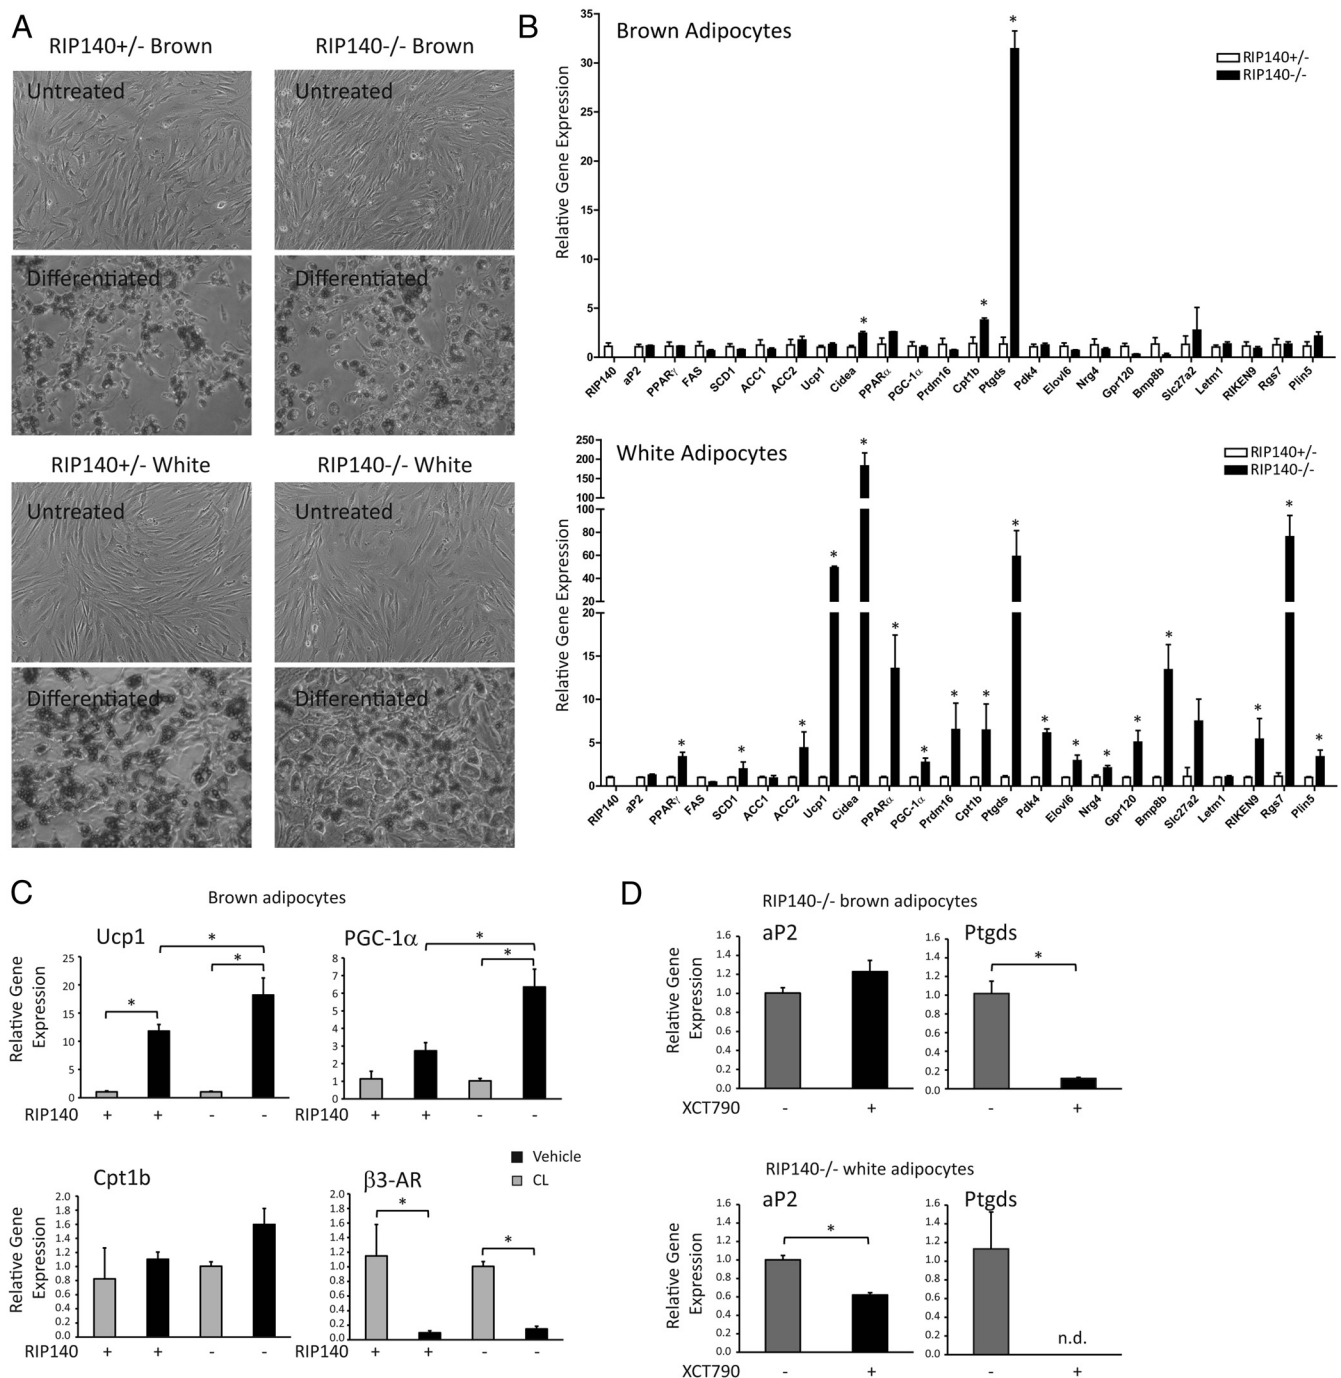 A
RIP140+/- Brown
RIP140-/- Brown
Untreated
Untreated
Differentiated
Differentiated
RIP140+/- White
RIP140-/- White
Untreated
Untreated
Differentiated
Differentiated
B
Brown Adipocytes
RIP140+/-
RIP140-/-
Relative Gene Expression
35
30
25
20
15
10
5
0
*
*
*
*
RIP140
aP2
PPARγ
FAS
SCD1
ACC1
ACC2
Ucp1
Cidea
PPARα
PGC-1α
Prdm16
Cpt1b
Ptgds
Pdk4
Elovl6
Nrg4
Gpr120
Bmp8b
Slc27a2
Letm1
RIKEN9
Rgs7
Plin5
White Adipocytes
RIP140+/-
RIP140-/-
Relative Gene Expression
250
200
150
100
100
80
60
40
20
20
15
10
5
0
* * * * * * * * * * * * * * * * * *
RIP140
aP2
PPARγ
FAS
SCD1
ACC1
ACC2
Ucp1
Cidea
PPARα
PGC-1α
Prdm16
Cpt1b
Ptgds
Pdk4
Elovl6
Nrg4
Gpr120
Bmp8b
Slc27a2
Letm1
RIKEN9
Rgs7
Plin5
C
Brown adipocytes
Ucp1
Relative Gene
Expression
25
20
15
10
5
0
* * *
RIP140 + + - -
PGC-1α
8
7
6
5
4
3
2
1
0
* *
+ + - -
Cpt1b
Relative Gene
Expression
2.0
1.8
1.6
1.4
1.2
1.0
0.8
0.6
0.4
0.2
0.0
RIP140 + + - -
Vehicle
CL
β3-AR
2.0
1.8
1.6
1.4
1.2
1.0
0.8
0.6
0.4
0.2
0.0
* *
RIP140 + + - -
D
RIP140-/- brown adipocytes
aP2
Relative Gene
Expression
1.6
1.4
1.2
1.0
0.8
0.6
0.4
0.2
0.0
XCT790 - +
Ptgds
1.6
1.4
1.2
1.0
0.8
0.6
0.4
0.2
0.0
*
- +
RIP140-/- white adipocytes
aP2
Relative Gene
Expression
1.6
1.4
1.2
1.0
0.8
0.6
0.4
0.2
0.0
*
XCT790 - +
Ptgds
1.6
1.4
1.2
1.0
0.8
0.6
0.4
0.2
0.0
n.d.
- +